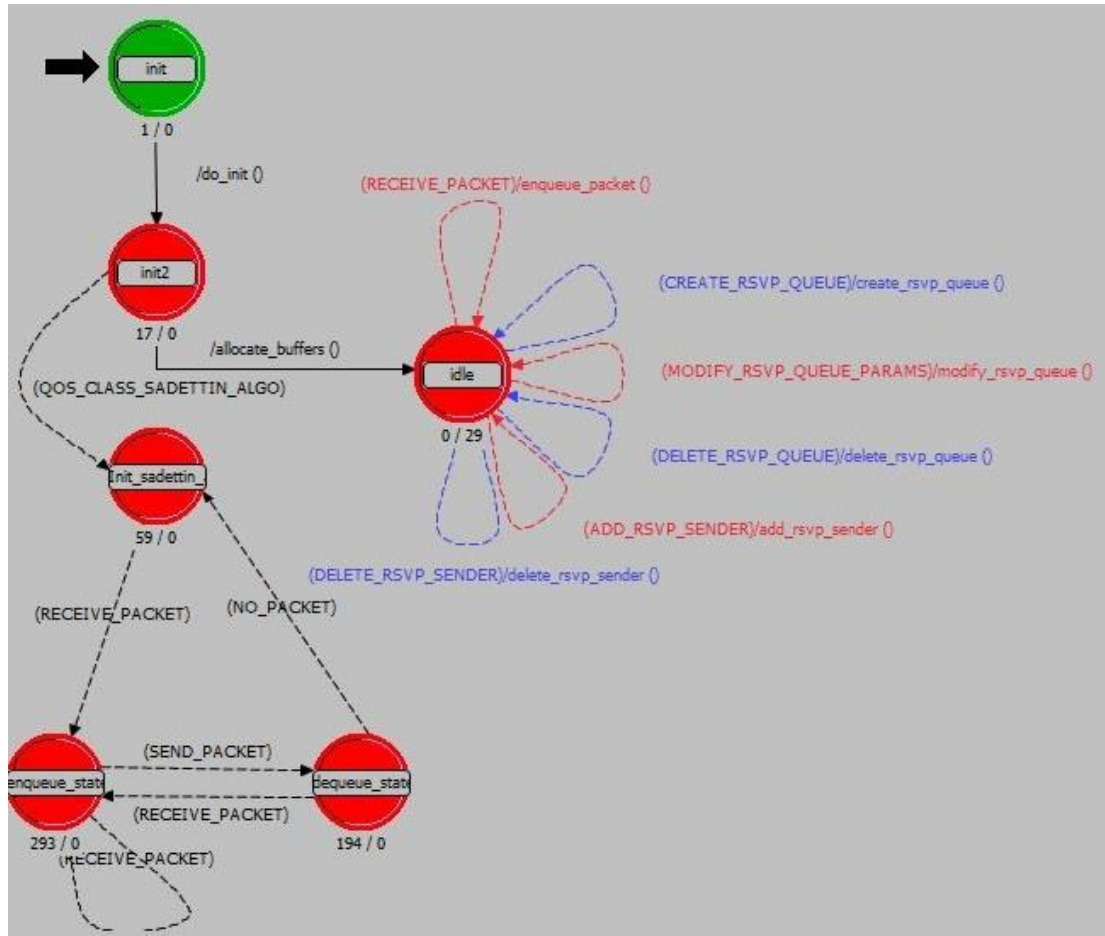 init
1 / 0
/do_init ()
(RECEIVE_PACKET)/enqueue_packet ()
init2
17 / 0
(CREATE_RSVP_QUEUE)/create_rsvp_queue ()
/allocate_buffers ()
idle
0 / 29
(MODIFY_RSVP_QUEUE_PARAMS)/modify_rsvp_queue ()
(QOS_CLASS_SADETTIN_ALGO)
(DELETE_RSVP_QUEUE)/delete_rsvp_queue ()
Init_sadettin_
59 / 0
(ADD_RSVP_SENDER)/add_rsvp_sender ()
(DELETE_RSVP_SENDER)/delete_rsvp_sender ()
(RECEIVE_PACKET)
(NO_PACKET)
(SEND_PACKET)
enqueue_state
dequeue_state
(RECEIVE_PACKET)
293 / 0
194 / 0
(RECEIVE_PACKET)